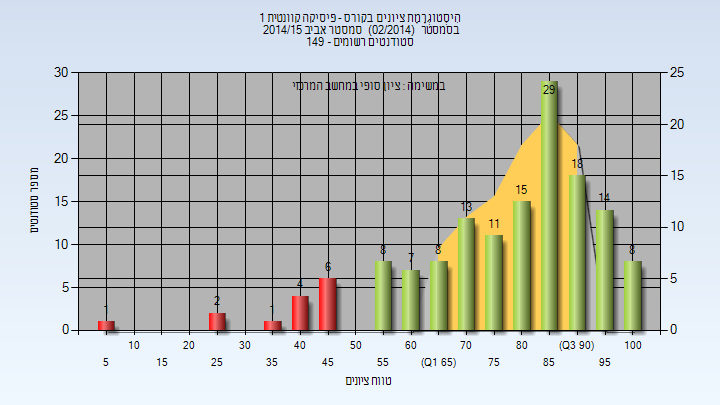 היסטוגרמת ציונים בקורס - פיסיקה קוונטית 1
בסמסטר (02/2014) סמסטר אביב 2014/15
סטודנטים רשומים - 149
במשימה : ציון סופי במחשב המרכזי
מספר סטודנטים
30 25 20 15 10 5 0
25 20 15 10 5 0
1 2 1 4 6 8 7 8 13 11 15 29 18 14 8
10 20 30 40 50 60 70 80 (Q3 90) 100
5 15 25 35 45 55 (Q1 65) 75 85 95
טווח ציונים